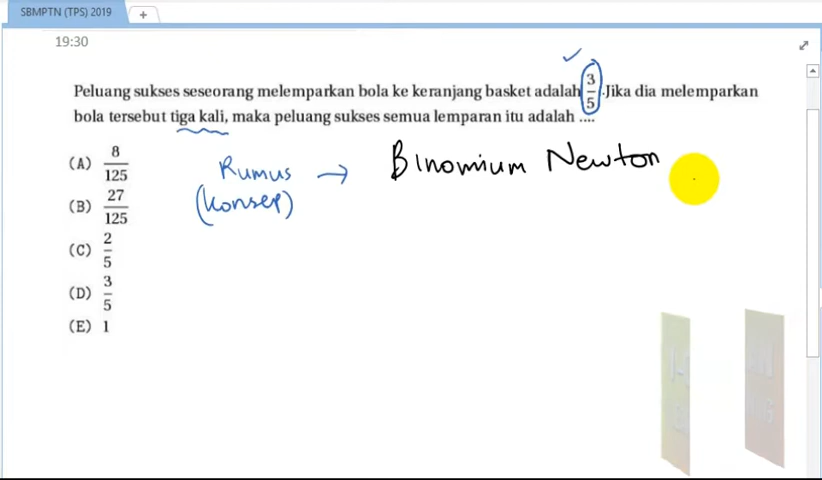 SBMPTN (TPS) 2019
19:30
Peluang sukses seseorang melemparkan bola ke keranjang basket adalah 3/5. Jika dia melemparkan
bola tersebut tiga kali, maka peluang sukses semua lemparan itu adalah ....
(A) 8/125
(B) 27/125
(C) 2/5
(D) 3/5
(E) 1
Rumus → Binomium Newton
(Konsep)